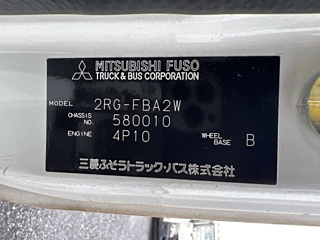 MITSUBISHI FUSO
TRUCK & BUS CORPORATION
MODEL 2RG-FBA2W
CHASSIS NO. 580010
ENGINE 4P10 WHEEL BASE B
三菱ふそうトラック・バス株式会社